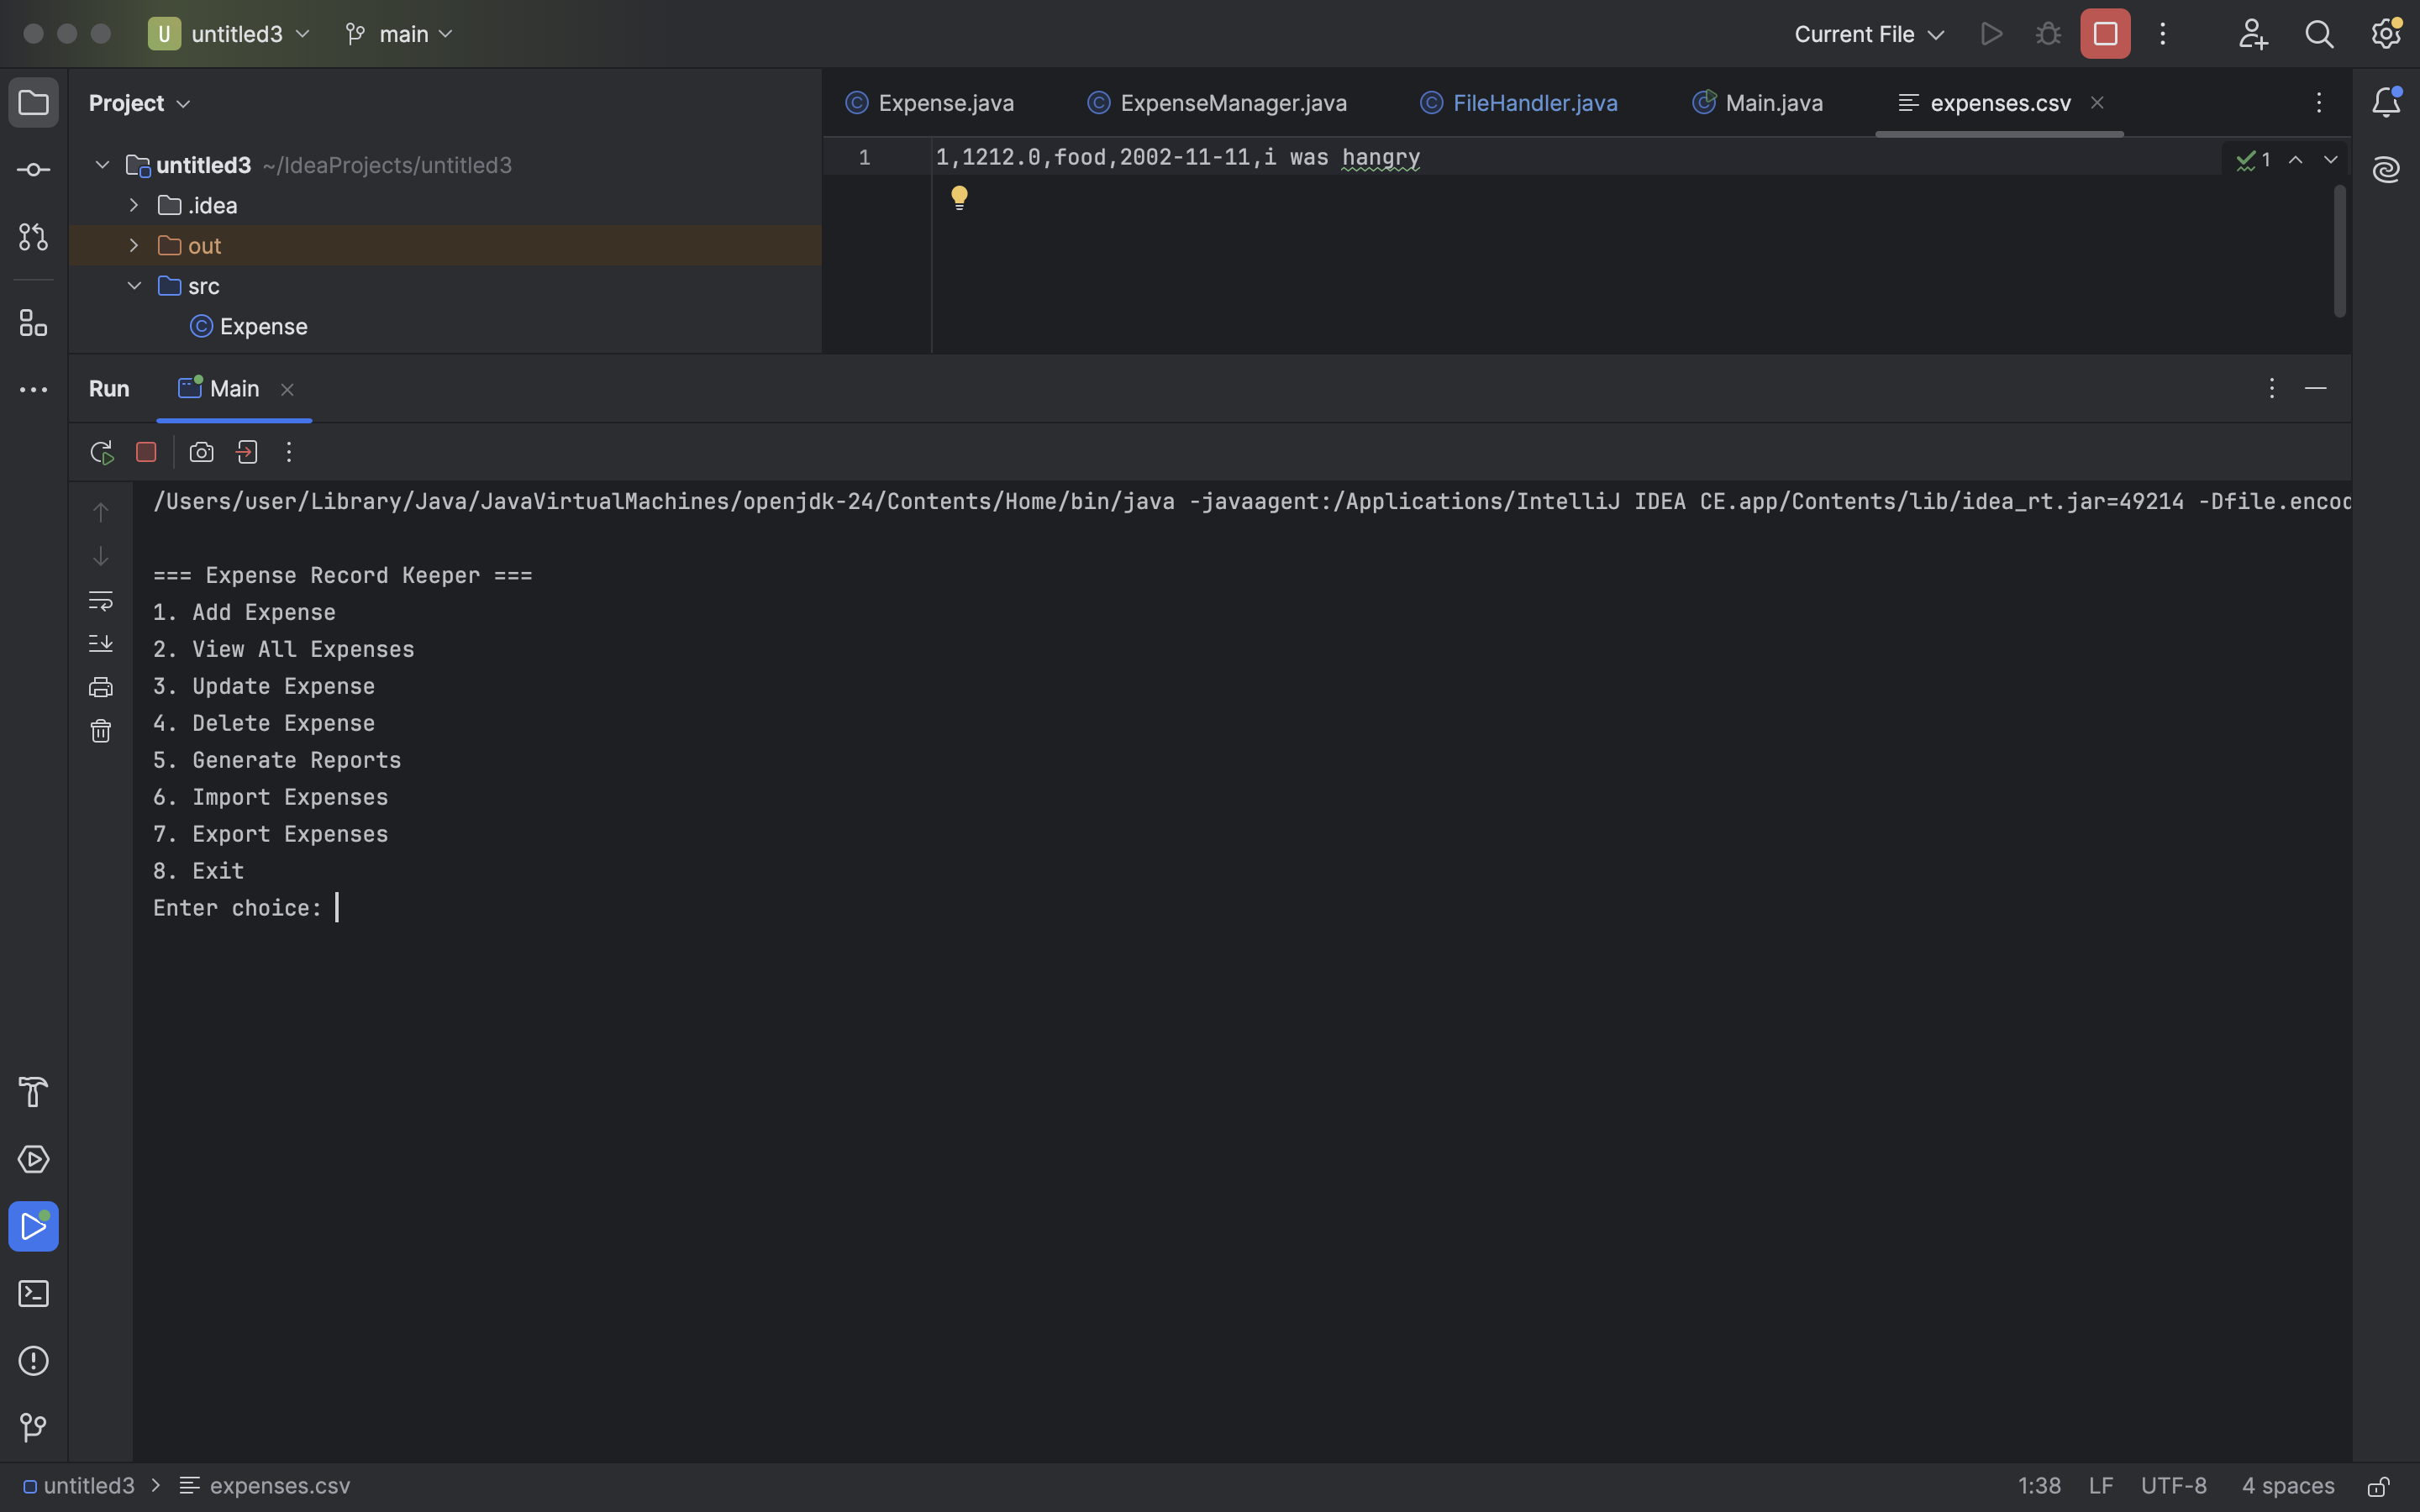 U untitled3 main Current File
Project
Expense.java ExpenseManager.java FileHandler.java Main.java expenses.csv
untitled3 ~/IdeaProjects/untitled3
.idea
out
src
Expense
1 1,1212.0,food,2002-11-11,i was hangry 1
Run Main
/Users/user/Library/Java/JavaVirtualMachines/openjdk-24/Contents/Home/bin/java -javaagent:/Applications/IntelliJ IDEA CE.app/Contents/lib/idea_rt.jar=49214 -Dfile.encod
=== Expense Record Keeper ===
1. Add Expense
2. View All Expenses
3. Update Expense
4. Delete Expense
5. Generate Reports
6. Import Expenses
7. Export Expenses
8. Exit
Enter choice:
untitled3 expenses.csv 1:38 LF UTF-8 4 spaces